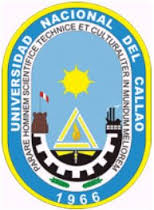 UNIVERSIDAD NACIONAL DEL CALLAO
PARARE HOMINEM SCIENTIFICE TECHNICE ET CULTURALITER IN MUNDUM MELIOREM
1966